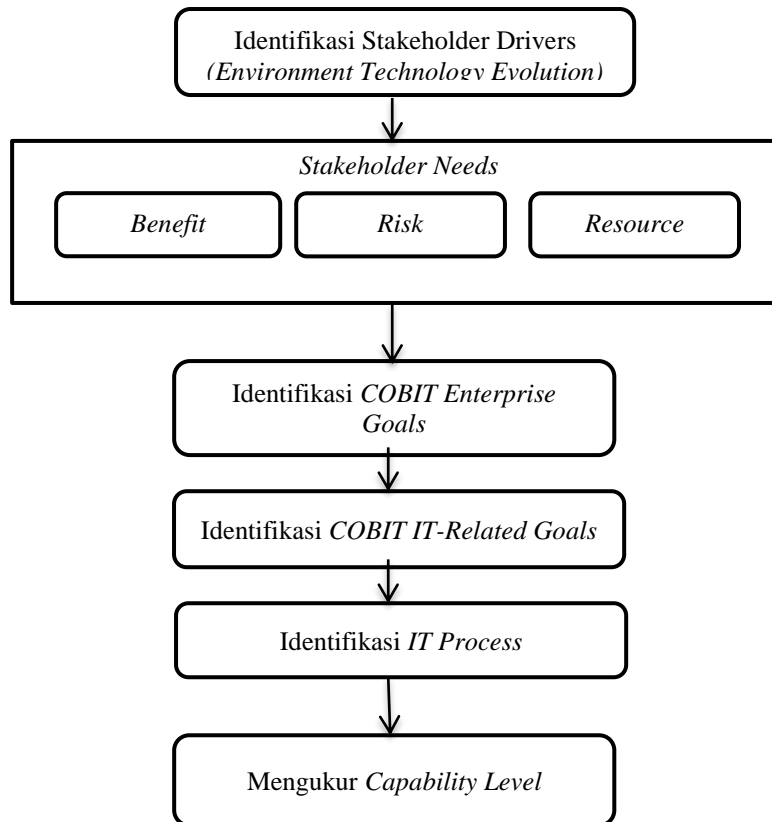 Identifikasi Stakeholder Drivers
(Environment Technology Evolution)
Stakeholder Needs
Benefit
Risk
Resource
Identifikasi COBIT Enterprise
Goals
Identifikasi COBIT IT-Related Goals
Identifikasi IT Process
Mengukur Capability Level